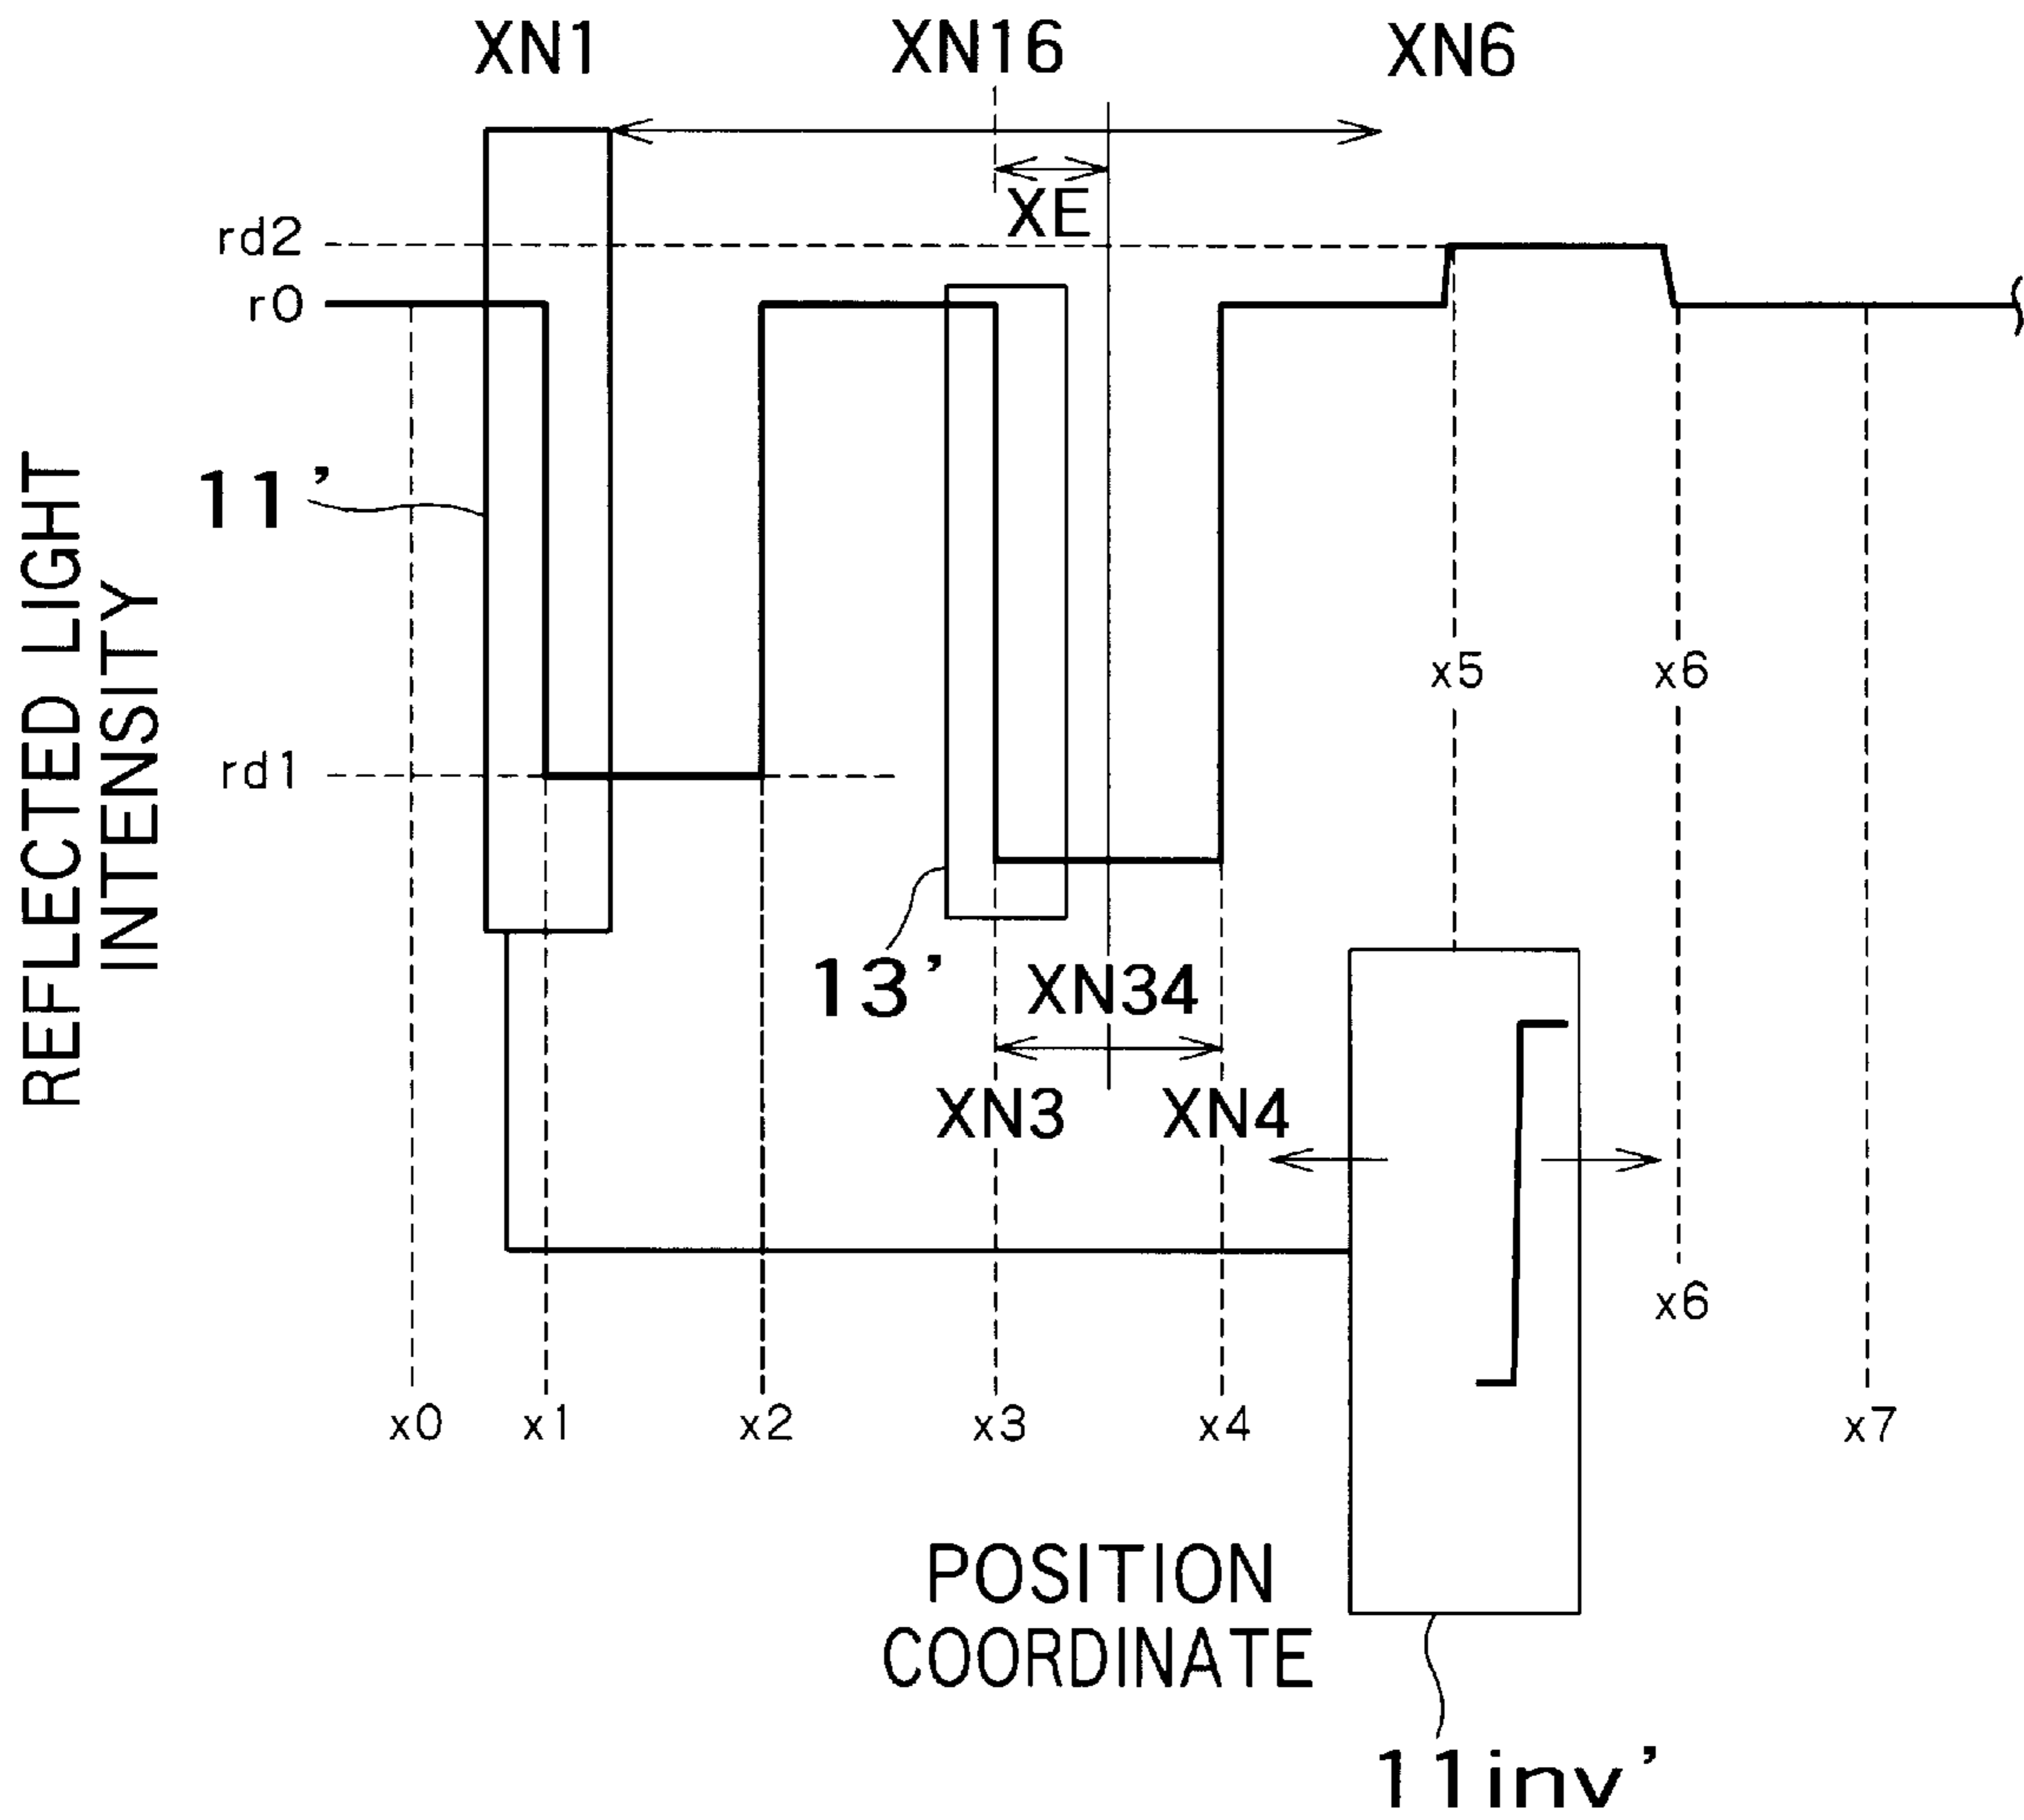 XN1 XN16 XN6
XE
rd2
r0
11’
x5 x6
rd1
REFLECTED LIGHT
INTENSITY
13’
XN34
XN3 XN4
x6
x0 x1 x2 x3 x4 x7
POSITION
COORDINATE
11inv’